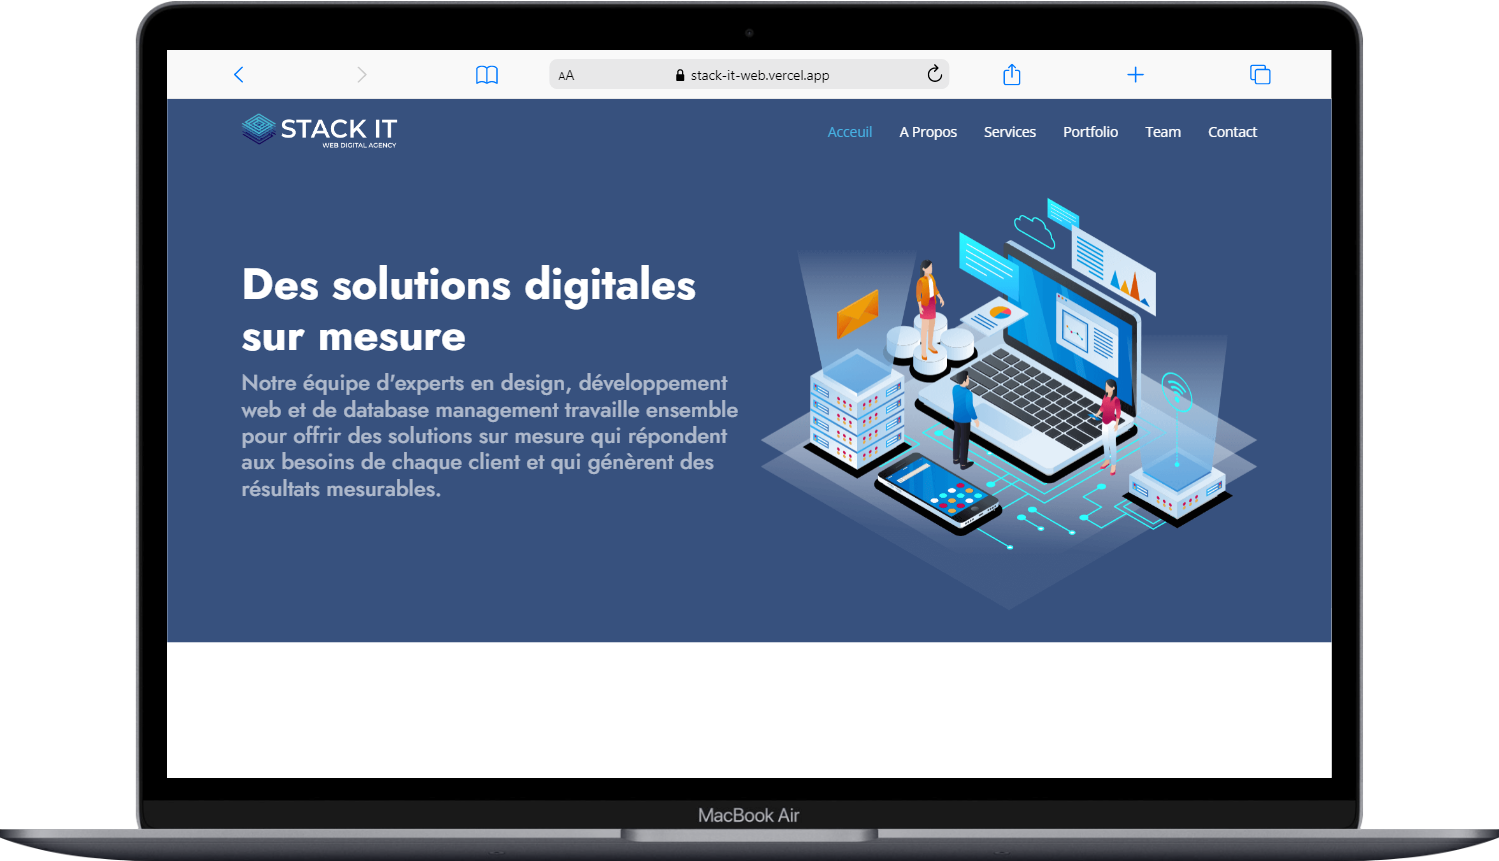 AA stack-it-web.vercel.app
STACK IT
WEB DIGITAL AGENCY
Acceuil A Propos Services Portfolio Team Contact
Des solutions digitales
sur mesure
Notre équipe d'experts en design, développement
web et de database management travaille ensemble
pour offrir des solutions sur mesure qui répondent
aux besoins de chaque client et qui génèrent des
résultats mesurables.
MacBook Air